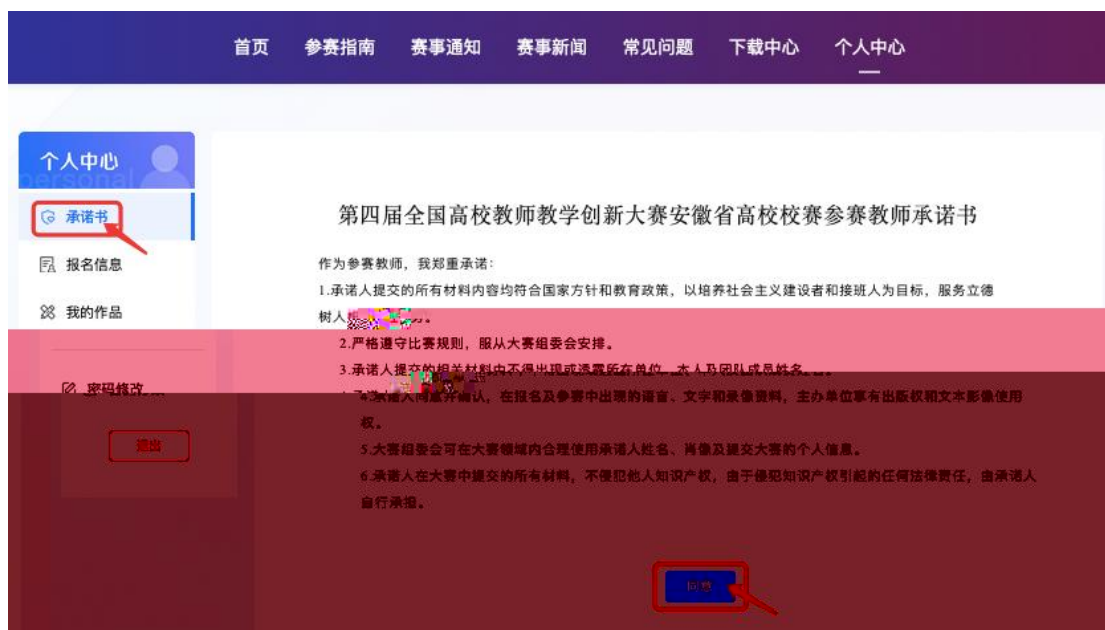 首页 参赛指南 赛事通知 赛事新闻 常见问题 下载中心 个人中心
个人中心
personal
承诺书
报名信息
我的作品
密码修改
退出
第四届全国高校教师教学创新大赛安徽省高校校赛参赛教师承诺书
作为参赛教师，我郑重承诺：
1.承诺人提交的所有材料内容均符合国家方针和教育政策，以培养社会主义建设者和接班人为目标，服务立德
树人
2.严格遵守比赛规则，服从大赛组委会安排。
3.承诺人提交的相关材料中不得出现或透露所在单位、本人及团队成员姓名
4.承诺人同意并确认，在报名及参赛中出现的语言、文字和录像资料，主办单位享有出版权和文本影像使用
权。
5.大赛组委会可在大赛领域内合理使用承诺人姓名、肖像及提交大赛的个人信息。
6.承诺人在大赛中提交的所有材料，不侵犯他人知识产权，由于侵犯知识产权引起的任何法律责任，由承诺人
自行承担。
同意